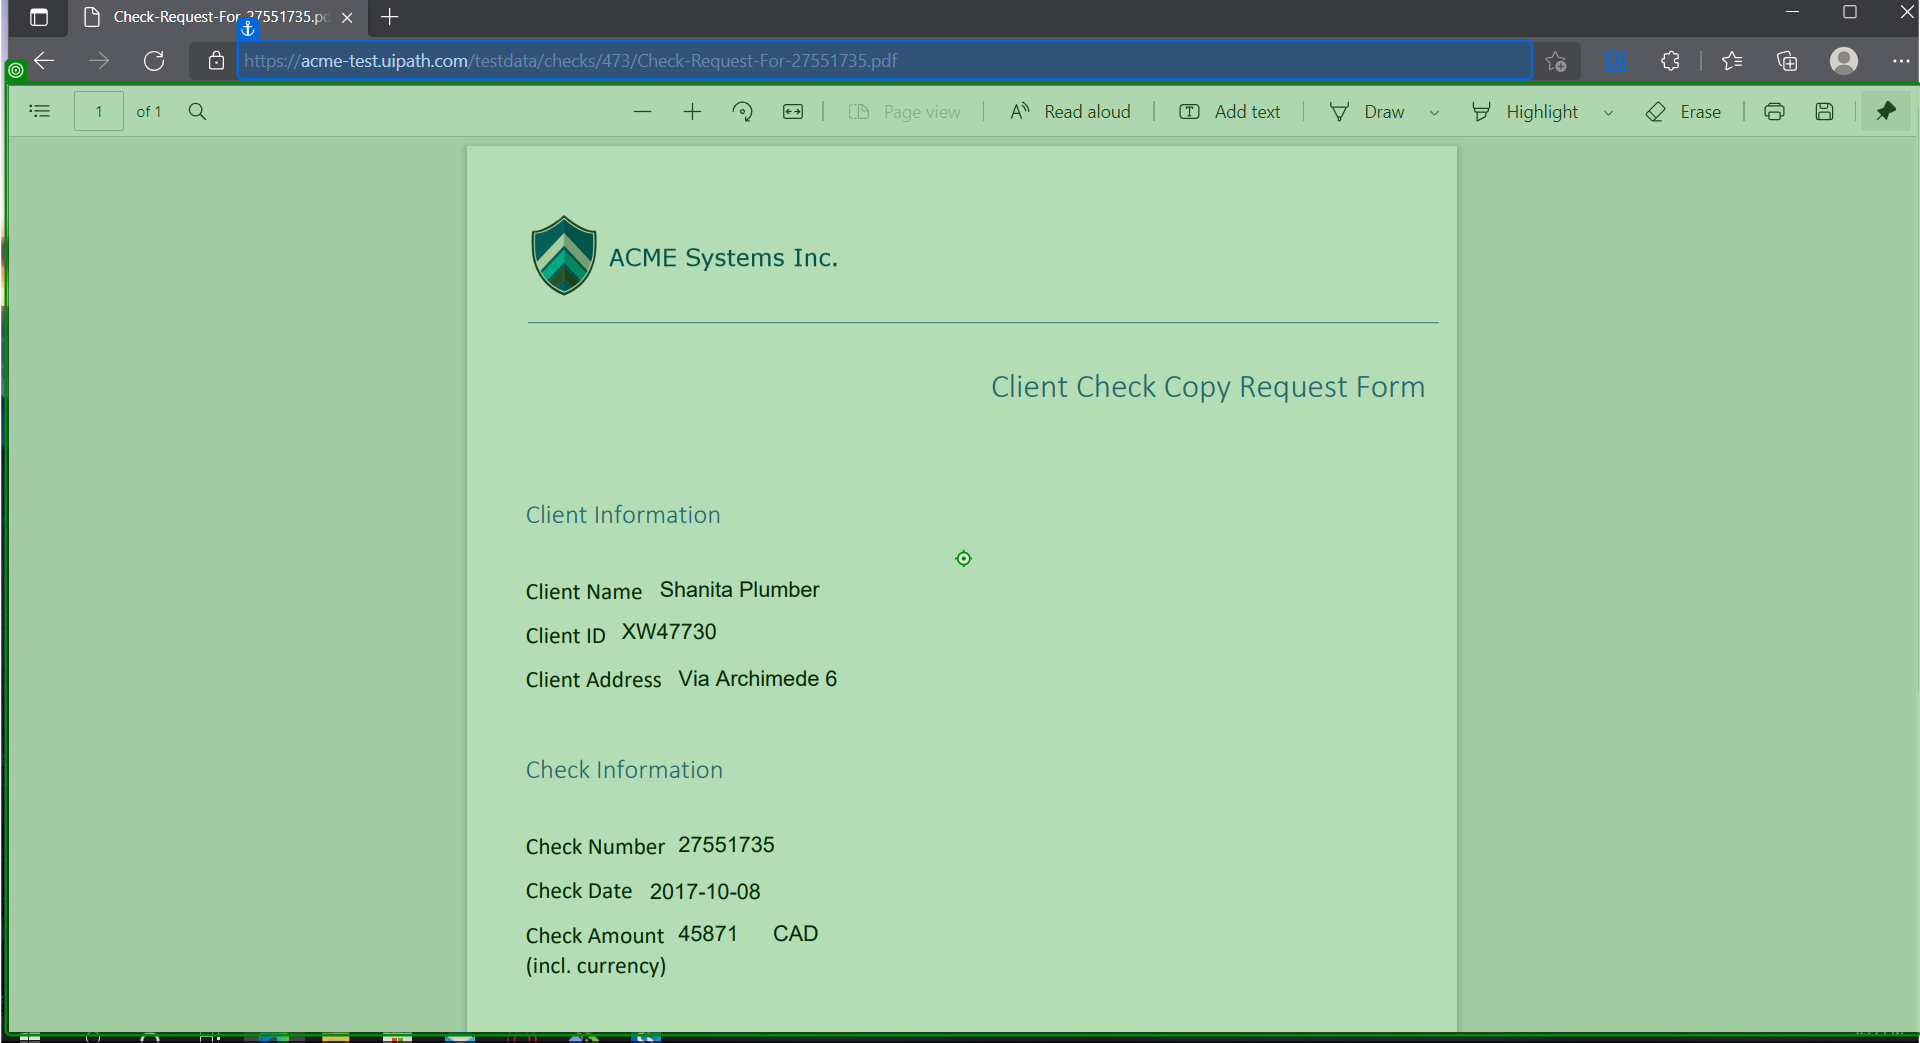 Check-Request-For-27551735.pd
https://acme-test.uipath.com/testdata/checks/473/Check-Request-For-27551735.pdf
1 of 1 Page view Read aloud Add text Draw Highlight Erase
ACME Systems Inc.
Client Check Copy Request Form
Client Information
Client Name Shanita Plumber
Client ID XW47730
Client Address Via Archimede 6
Check Information
Check Number 27551735
Check Date 2017-10-08
Check Amount 45871 CAD
(incl. currency)